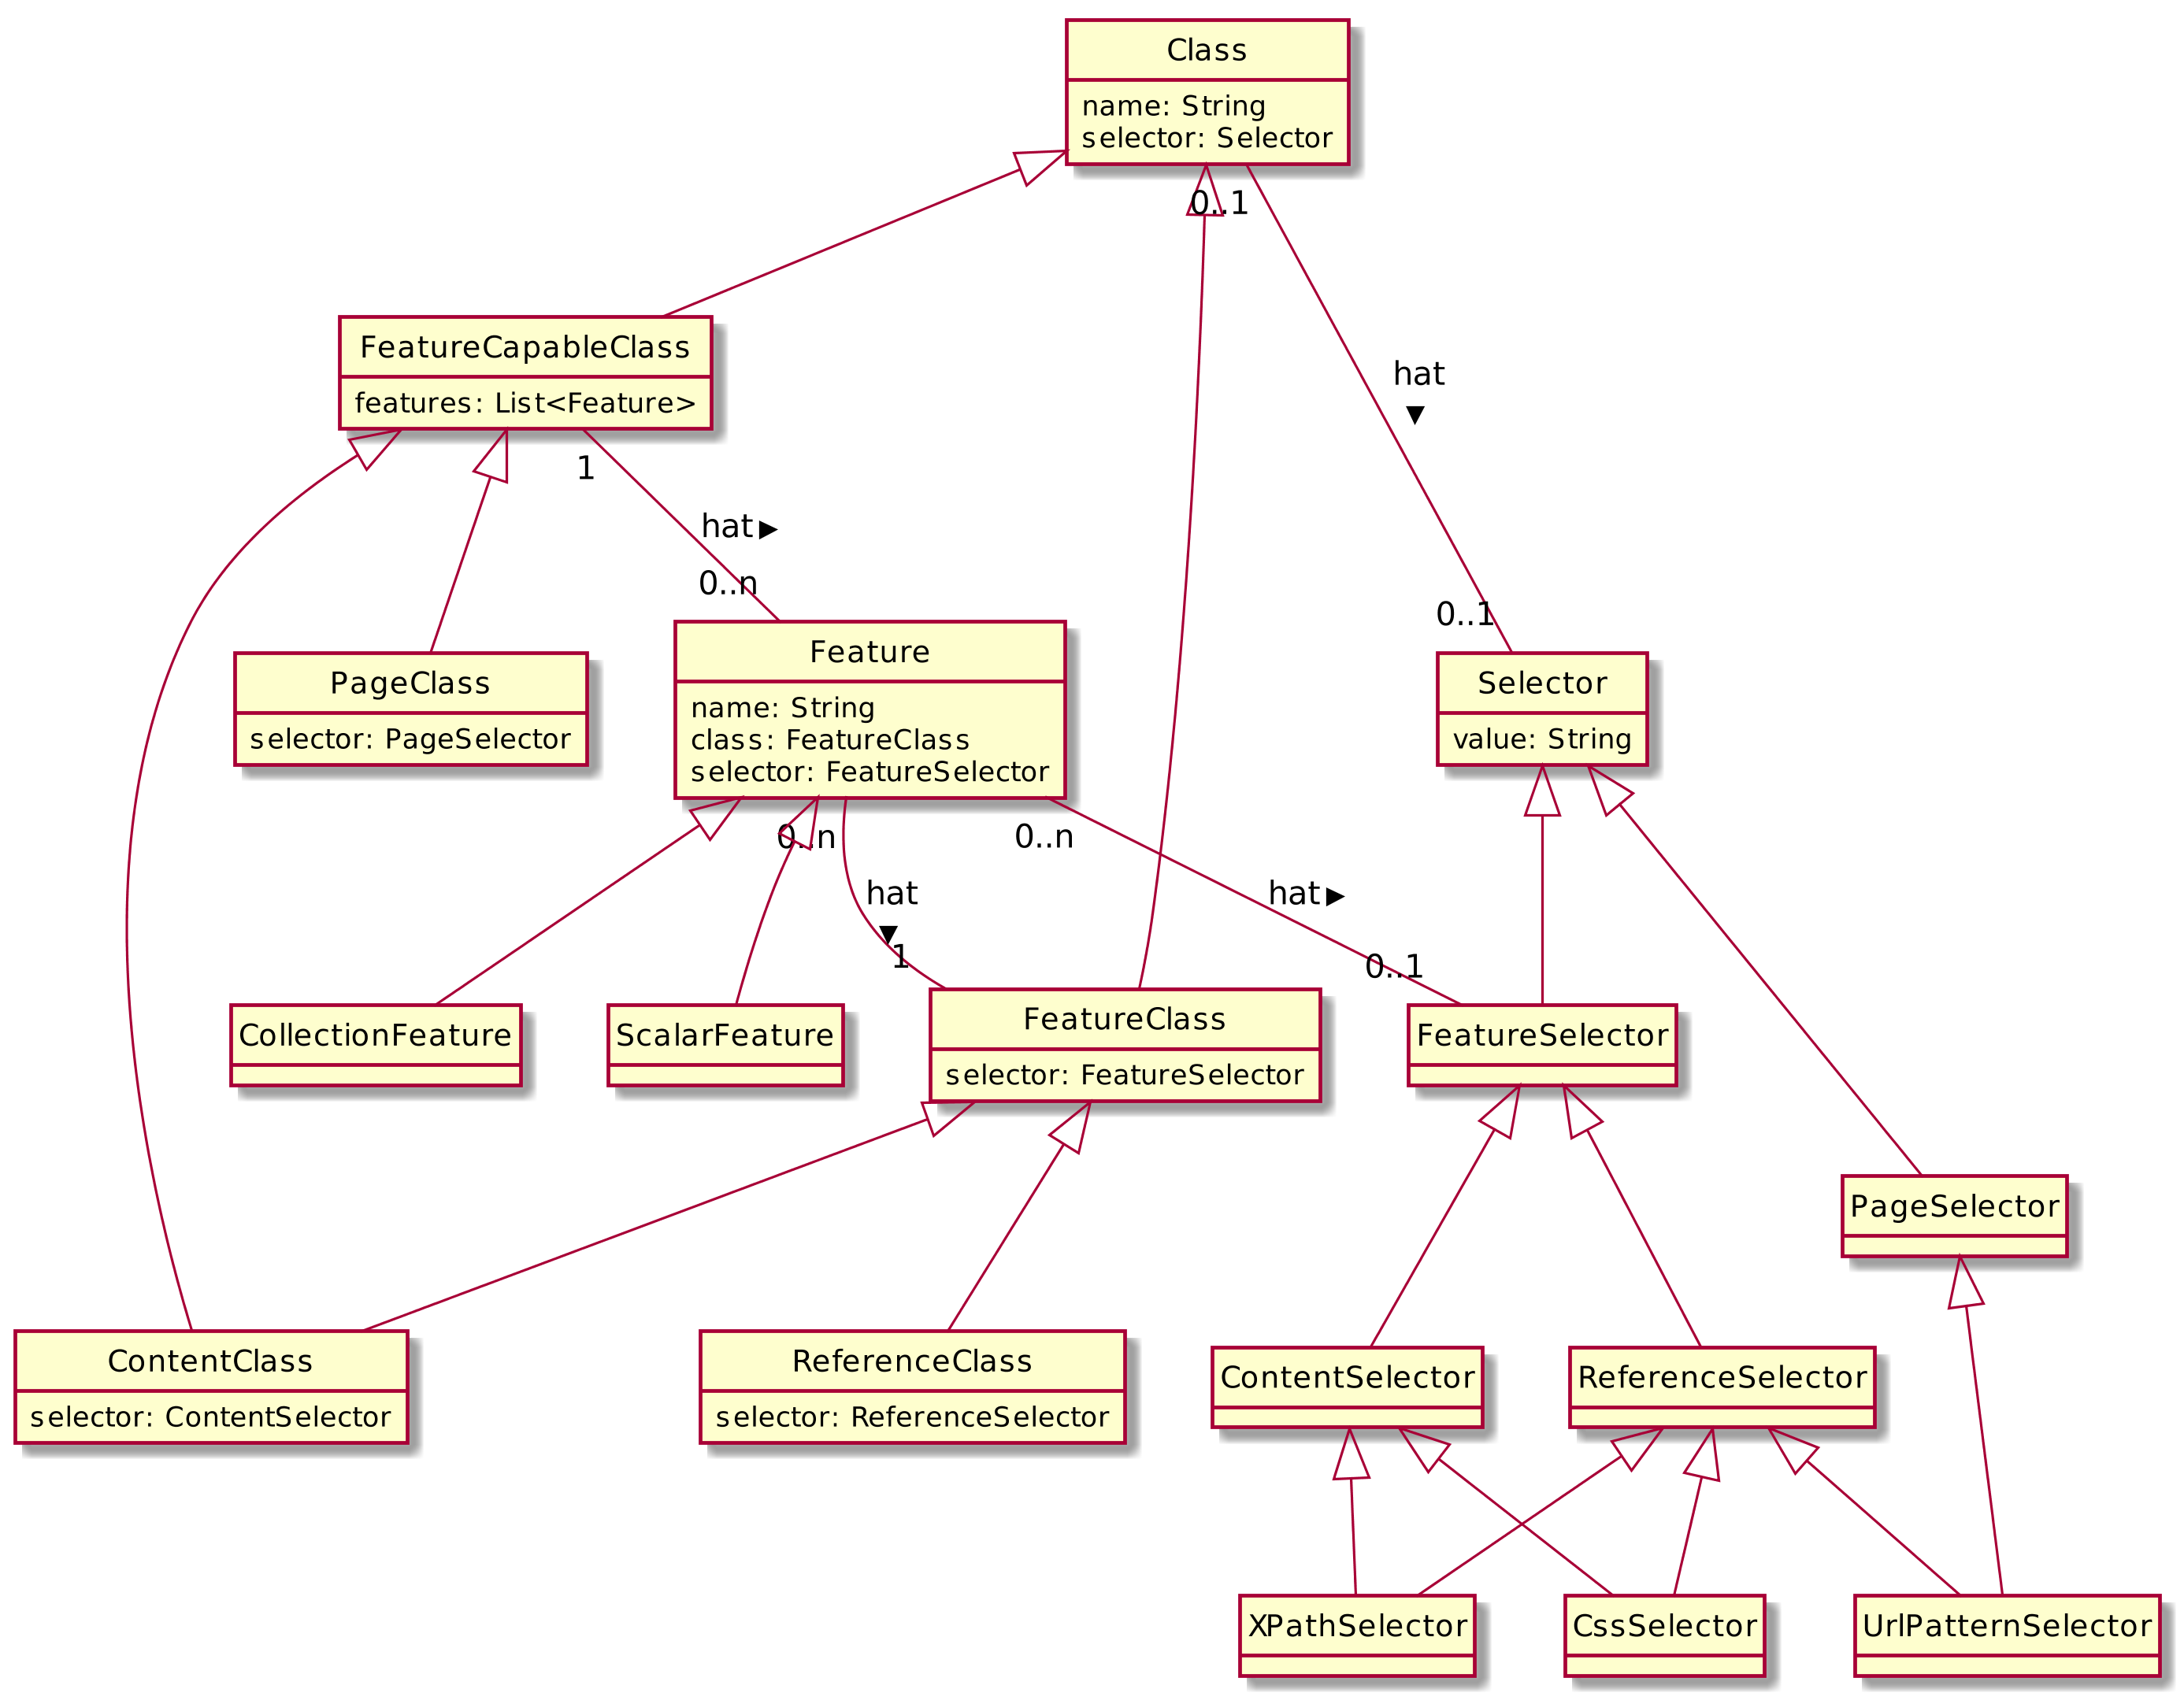 Class
name: String
selector: Selector
0..1
hat
▼
FeatureCapableClass
features: List<Feature>
1
hat ▶
0..n
0..1
PageClass
selector: PageSelector
Feature
name: String
class: FeatureClass
selector: FeatureSelector
Selector
value: String
0..n
0..n
hat
▼
1
hat ▶
0..1
CollectionFeature
ScalarFeature
FeatureClass
selector: FeatureSelector
FeatureSelector
PageSelector
ContentClass
selector: ContentSelector
ReferenceClass
selector: ReferenceSelector
ContentSelector
ReferenceSelector
XPathSelector
CssSelector
UrlPatternSelector